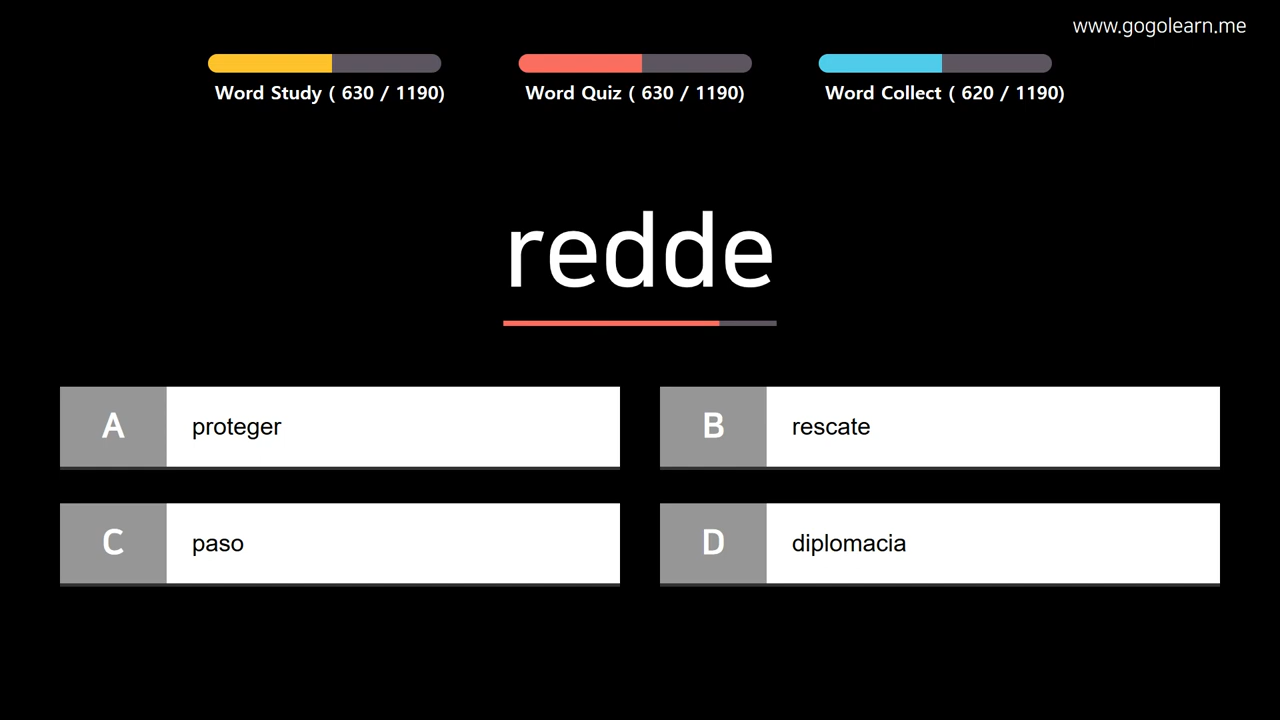 www.gogolearn.me
Word Study ( 630 / 1190)
Word Quiz ( 630 / 1190)
Word Collect ( 620 / 1190)
redde
A proteger
B rescate
C paso
D diplomacia